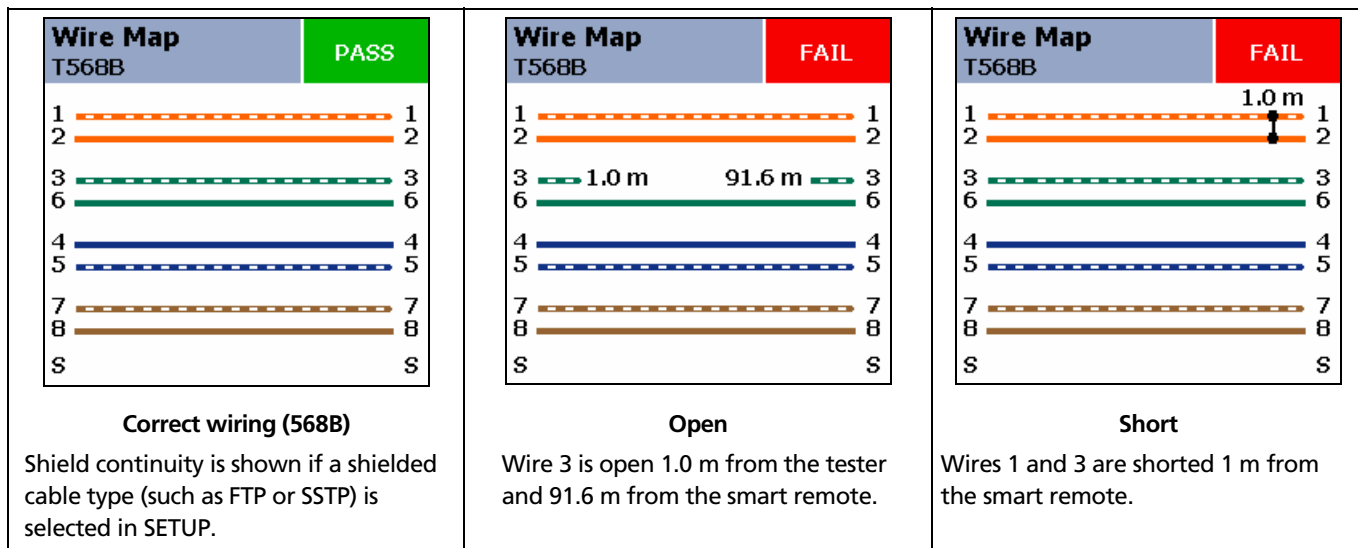 Wire Map
T568B
PASS
1 1
2 2
3 3
6 6
4 4
5 5
7 7
8 8
S S
Correct wiring (568B)
Shield continuity is shown if a shielded
cable type (such as FTP or SSTP) is
selected in SETUP.
Wire Map
T568B
FAIL
1 1
2 2
3 1.0 m 91.6 m 3
6 6
4 4
5 5
7 7
8 8
S S
Open
Wire 3 is open 1.0 m from the tester
and 91.6 m from the smart remote.
Wire Map
T568B
FAIL
1.0 m
1 1
2 2
3 3
6 6
4 4
5 5
7 7
8 8
S S
Short
Wires 1 and 3 are shorted 1 m from
the smart remote.